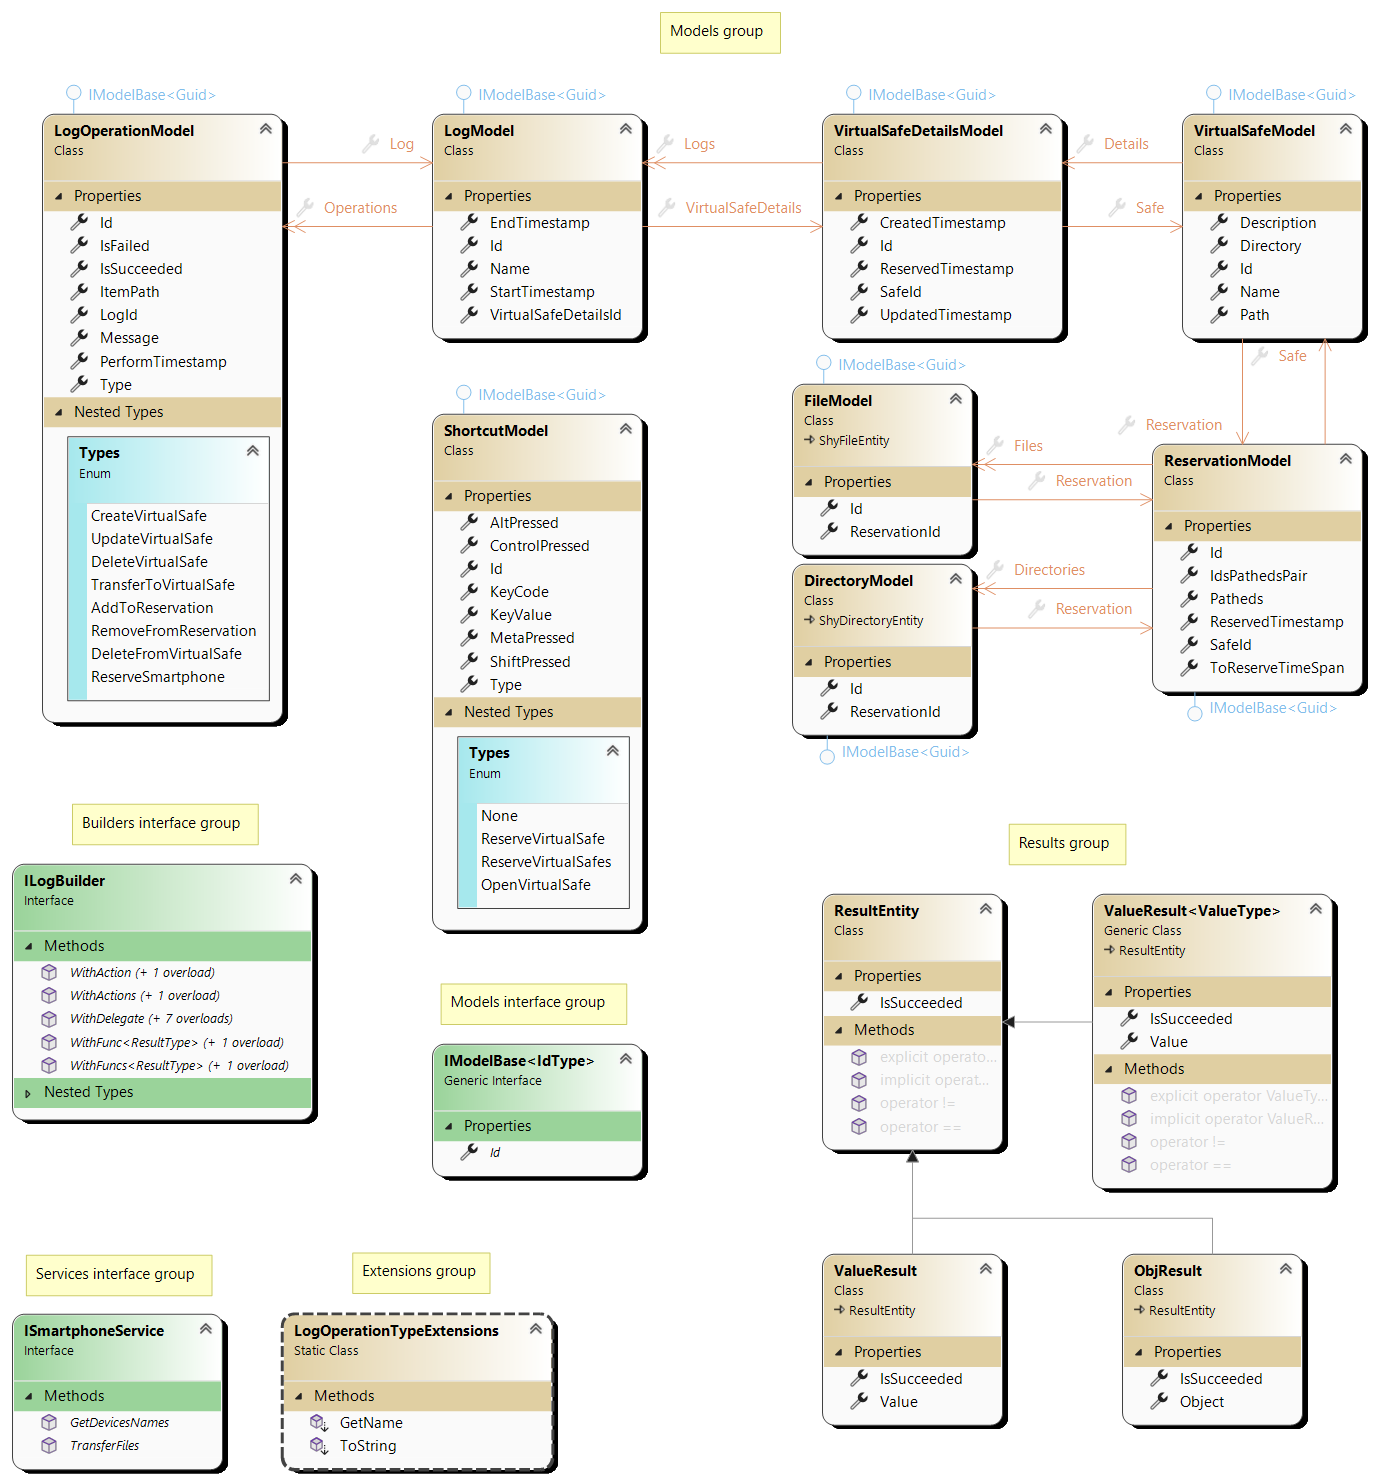 Models group
IModelBase<Guid>
LogOperationModel
Class
Properties
Id
IsFailed
IsSucceeded
ItemPath
LogId
Message
PerformTimestamp
Type
Nested Types
Types
Enum
CreateVirtualSafe
UpdateVirtualSafe
DeleteVirtualSafe
TransferToVirtualSafe
AddToReservation
RemoveFromReservation
DeleteFromVirtualSafe
ReserveSmartphone
Log
Operations
IModelBase<Guid>
LogModel
Class
Properties
EndTimestamp
Id
Name
StartTimestamp
VirtualSafeDetailsId
Logs
VirtualSafeDetails
IModelBase<Guid>
VirtualSafeDetailsModel
Class
Properties
CreatedTimestamp
Id
ReservedTimestamp
SafeId
UpdatedTimestamp
Details
Safe
IModelBase<Guid>
VirtualSafeModel
Class
Properties
Description
Directory
Id
Name
Path
Safe
Reservation
IModelBase<Guid>
ShortcutModel
Class
Properties
AltPressed
ControlPressed
Id
KeyCode
KeyValue
MetaPressed
ShiftPressed
Type
Nested Types
Types
Enum
None
ReserveVirtualSafe
ReserveVirtualSafes
OpenVirtualSafe
IModelBase<Guid>
FileModel
Class
ShyFileEntity
Properties
Id
ReservationId
Files
Reservation
DirectoryModel
Class
ShyDirectoryEntity
Properties
Id
ReservationId
IModelBase<Guid>
Directories
Reservation
ReservationModel
Class
Properties
Id
IdsPathedsPair
Patheds
ReservedTimestamp
SafeId
ToReserveTimeSpan
IModelBase<Guid>
Builders interface group
ILogBuilder
Interface
Methods
WithAction (+ 1 overload)
WithActions (+ 1 overload)
WithDelegate (+ 7 overloads)
WithFunc<ResultType> (+ 1 overload)
WithFuncs<ResultType> (+ 1 overload)
Nested Types
Models interface group
IModelBase<IdType>
Generic Interface
Properties
Id
Results group
ResultEntity
Class
Properties
IsSucceeded
Methods
explicit operato...
implicit operat...
operator !=
operator ==
ValueResult<ValueType>
Generic Class
ResultEntity
Properties
IsSucceeded
Value
Methods
explicit operator ValueTy...
implicit operator ValueR...
operator !=
operator ==
Services interface group
ISmartphoneService
Interface
Methods
GetDevicesNames
TransferFiles
Extensions group
LogOperationTypeExtensions
Static Class
Methods
GetName
ToString
ValueResult
Class
ResultEntity
Properties
IsSucceeded
Value
ObjResult
Class
ResultEntity
Properties
IsSucceeded
Object